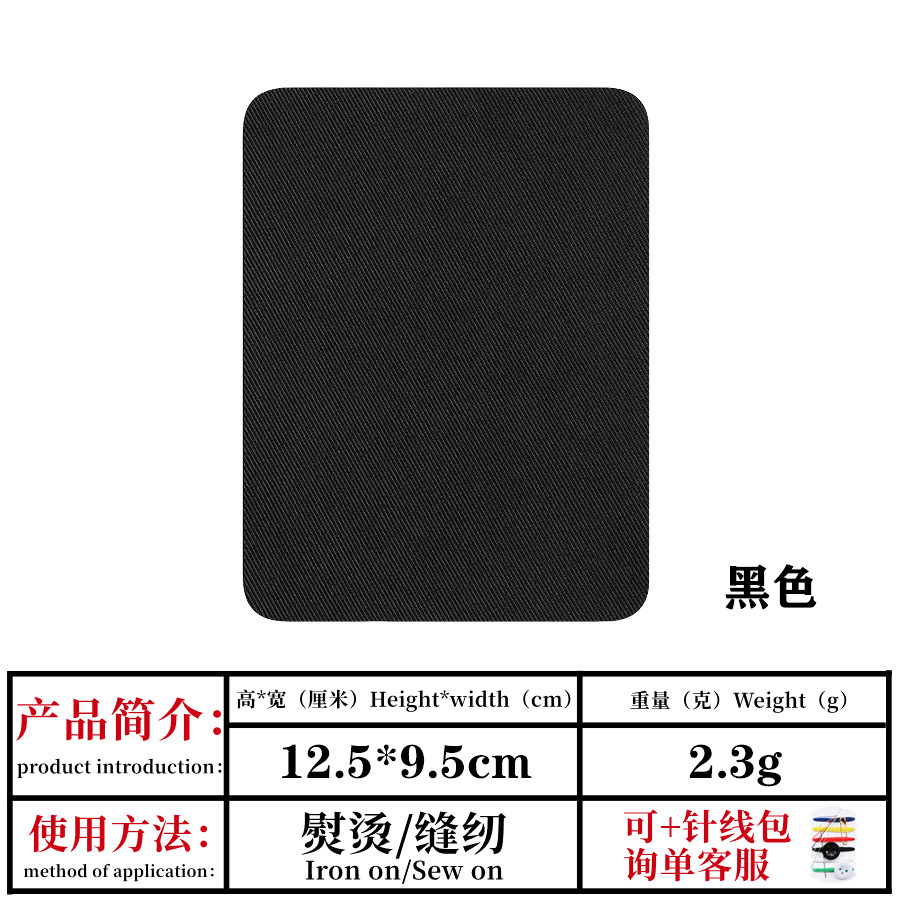 黑色
产品简介：
product introduction：
高*宽（厘米）Height*width（cm）
重量（克）Weight（g）
12.5*9.5cm
2.3g
使用方法：
method of application：
熨烫/缝纫
Iron on/Sew on
可+针线包
询单客服